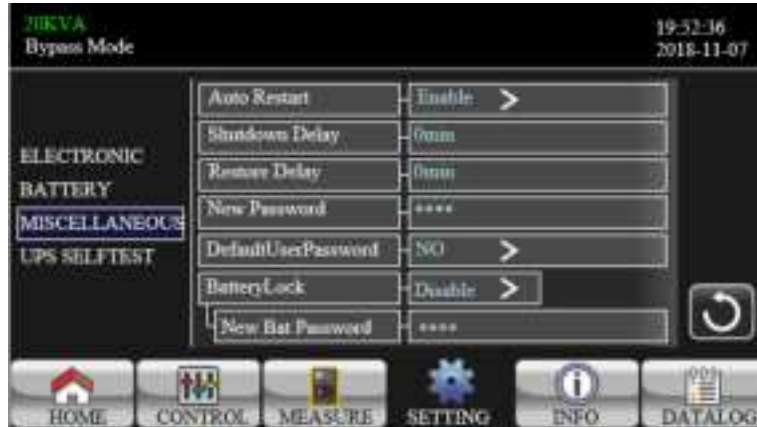 20KVA
Bypass Mode
19:52:36
2018-11-07
ELECTRONIC
BATTERY
MISCELLANEOUS
UPS SELFTEST
Auto Restart Enable >
Shutdown Delay 0min
Restore Delay 0min
New Password ****
DefaultUserPassword NO >
BatteryLock Disable >
New Bat Password ****
HOME CONTROL MEASURE SETTING INFO DATALOG